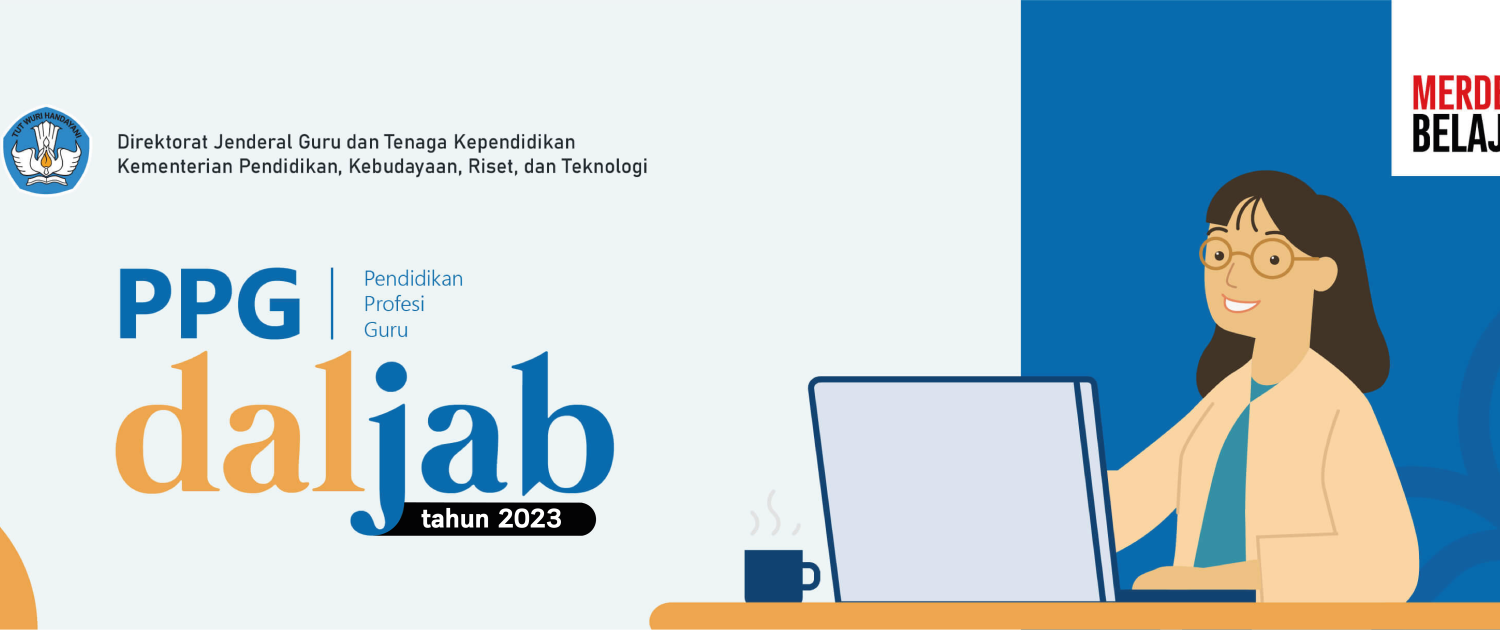 TUT WURI HANDAYANI
Direktorat Jenderal Guru dan Tenaga Kependidikan
Kementerian Pendidikan, Kebudayaan, Riset, dan Teknologi
MERDE
BELAJ
PPG
Pendidikan
Profesi
Guru
daljab
tahun 2023